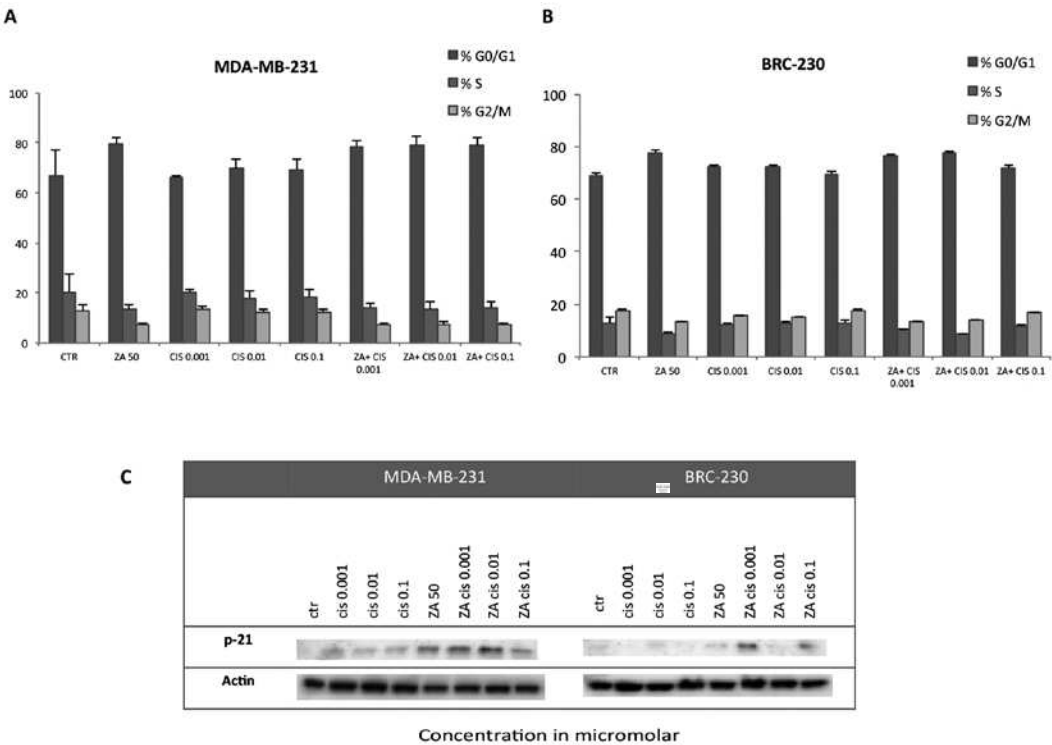 A
MDA-MB-231
% G0/G1
% S
% G2/M
100
80
60
40
20
0
CTR
ZA 50
CIS 0.001
CIS 0.01
CIS 0.1
ZA+ CIS 0.001
ZA+ CIS 0.01
ZA+ CIS 0.1
B
BRC-230
% G0/G1
% S
% G2/M
100
80
60
40
20
0
CTR
ZA 50
CIS 0.001
CIS 0.01
CIS 0.1
ZA+ CIS 0.001
ZA+ CIS 0.01
ZA+ CIS 0.1
C
MDA-MB-231
BRC-230
ctr
cis 0.001
cis 0.01
cis 0.1
ZA 50
ZA cis 0.001
ZA cis 0.01
ZA cis 0.1
ctr
cis 0.001
cis 0.01
cis 0.1
ZA 50
ZA cis 0.001
ZA cis 0.01
ZA cis 0.1
p-21
Actin
Concentration in micromolar